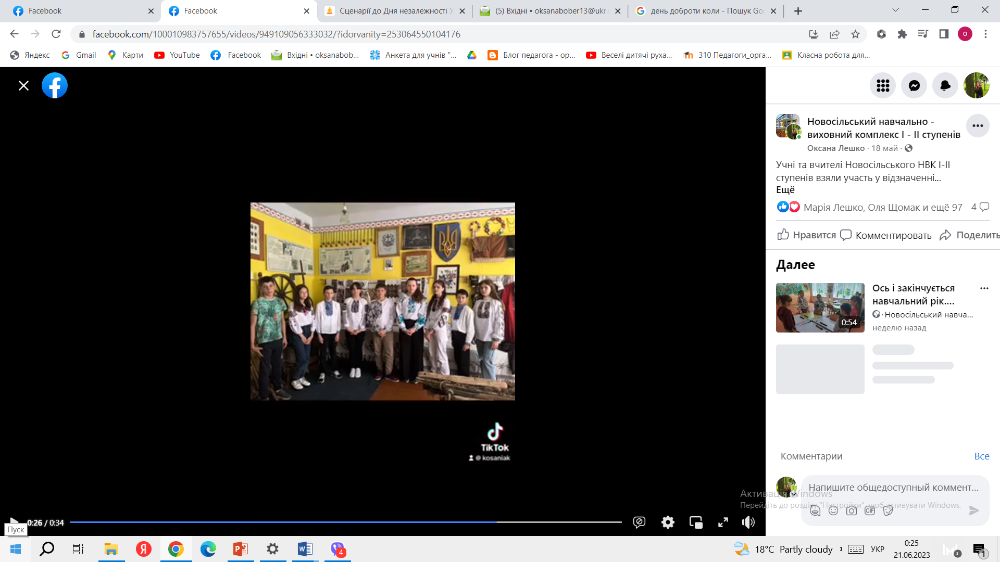 Facebook
Facebook
Сценарії до Дня незалежності У
(5) Вхідні • oksanabober13@ukr.n
день доброти коли - Пошук Goo
facebook.com/100010983757655/videos/949109056333032/?idorvanity=253064550104176
O
Яндекс
Gmail
Карти
YouTube
Facebook
Вхідні • oksanabob...
Анкета для учнів "...
Блог педагога - ор...
Веселі дитячі руха...
310 Педагоги_орга...
Класна робота для...
Новосільський навчально -
виховний комплекс І - ІІ ступенів
Оксана Лешко · 18 май ·
Учні та вчителі Новосільського НВК І-ІІ
ступенів взяли участь у відзначенні...
Ещё
Марія Лешко, Оля Щомак и ещё 97
4
Нравится
Комментировать
Поделить
Далее
Ось і закінчується
навчальний рік....
Новосільський навча...
неделю назад
0:54
TikTok
@ kosaniak
Комментарии
Все
Напишите общедоступный коммент...
GIF
Активація Windows
Перейдіть до розділу "Настройки", щоб активувати Windows.
0:26 / 0:34
Пуск
Я
P
W
4
18°C Partly cloudy
УКР
0:25
21.06.2023
3
1